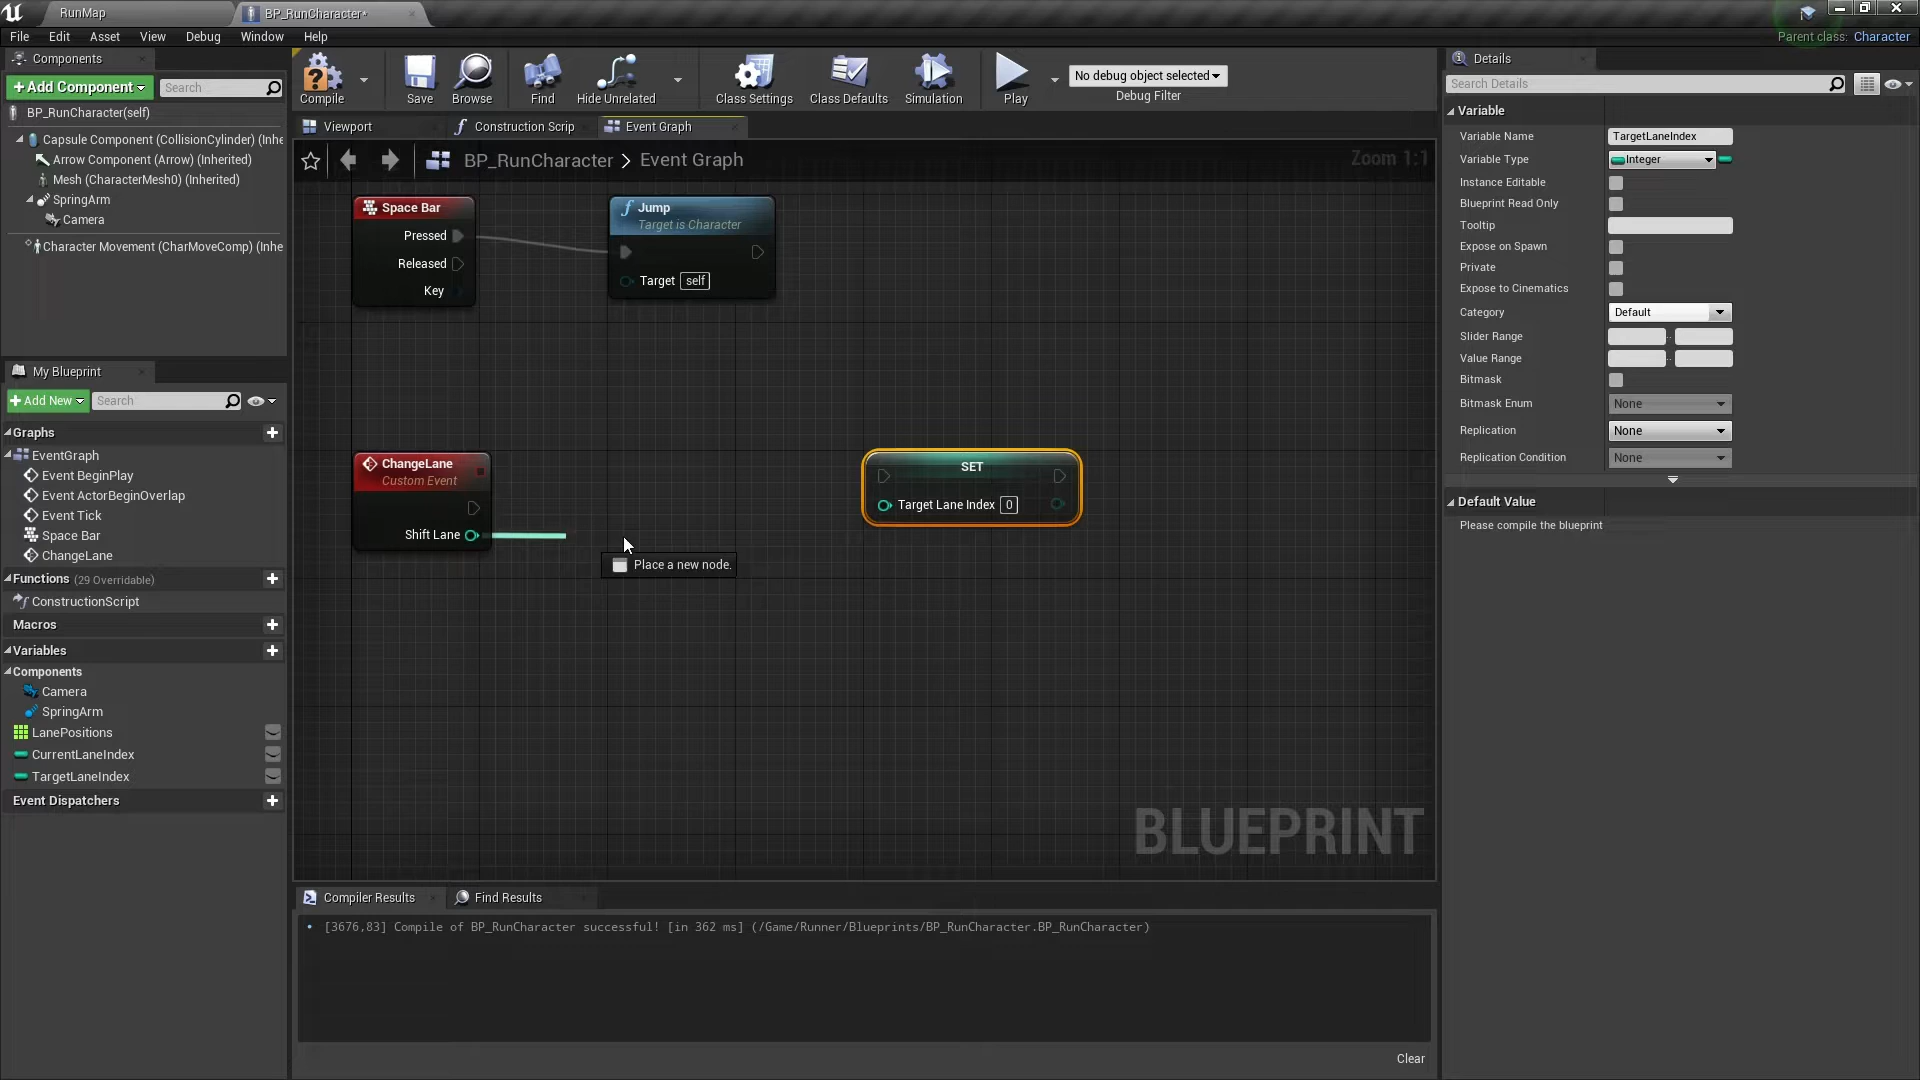 RunMap
BP_RunCharacter*
File Edit Asset View Debug Window Help
Parent class: Character
Components
+Add Component
Search
BP_RunCharacter(self)
Capsule Component (CollisionCylinder) (Inhe
Arrow Component (Arrow) (Inherited)
Mesh (CharacterMesh0) (Inherited)
SpringArm
Camera
Character Movement (CharMoveComp) (Inhe
My Blueprint
+Add New
Search
Graphs
EventGraph
Event BeginPlay
Event ActorBeginOverlap
Event Tick
Space Bar
ChangeLane
Functions (29 Overridable)
ConstructionScript
Macros
Variables
Components
Camera
SpringArm
LanePositions
CurrentLaneIndex
TargetLaneIndex
Event Dispatchers
Compile
Save
Browse
Find
Hide Unrelated
Class Settings
Class Defaults
Simulation
Play
No debug object selected
Debug Filter
Viewport
Construction Scrip
Event Graph
BP_RunCharacter > Event Graph
Zoom 1:1
Space Bar
Pressed
Released
Key
Jump
Target is Character
Target self
ChangeLane
Custom Event
Shift Lane
Place a new node.
SET
Target Lane Index 0
BLUEPRINT
Compiler Results
Find Results
[3676,83] Compile of BP_RunCharacter successful! [in 362 ms] (/Game/Runner/Blueprints/BP_RunCharacter.BP_RunCharacter)
Clear
Details
Search Details
Variable
Variable Name TargetLaneIndex
Variable Type Integer
Instance Editable
Blueprint Read Only
Tooltip
Expose on Spawn
Private
Expose to Cinematics
Category Default
Slider Range
Value Range
Bitmask
Bitmask Enum None
Replication None
Replication Condition None
Default Value
Please compile the blueprint